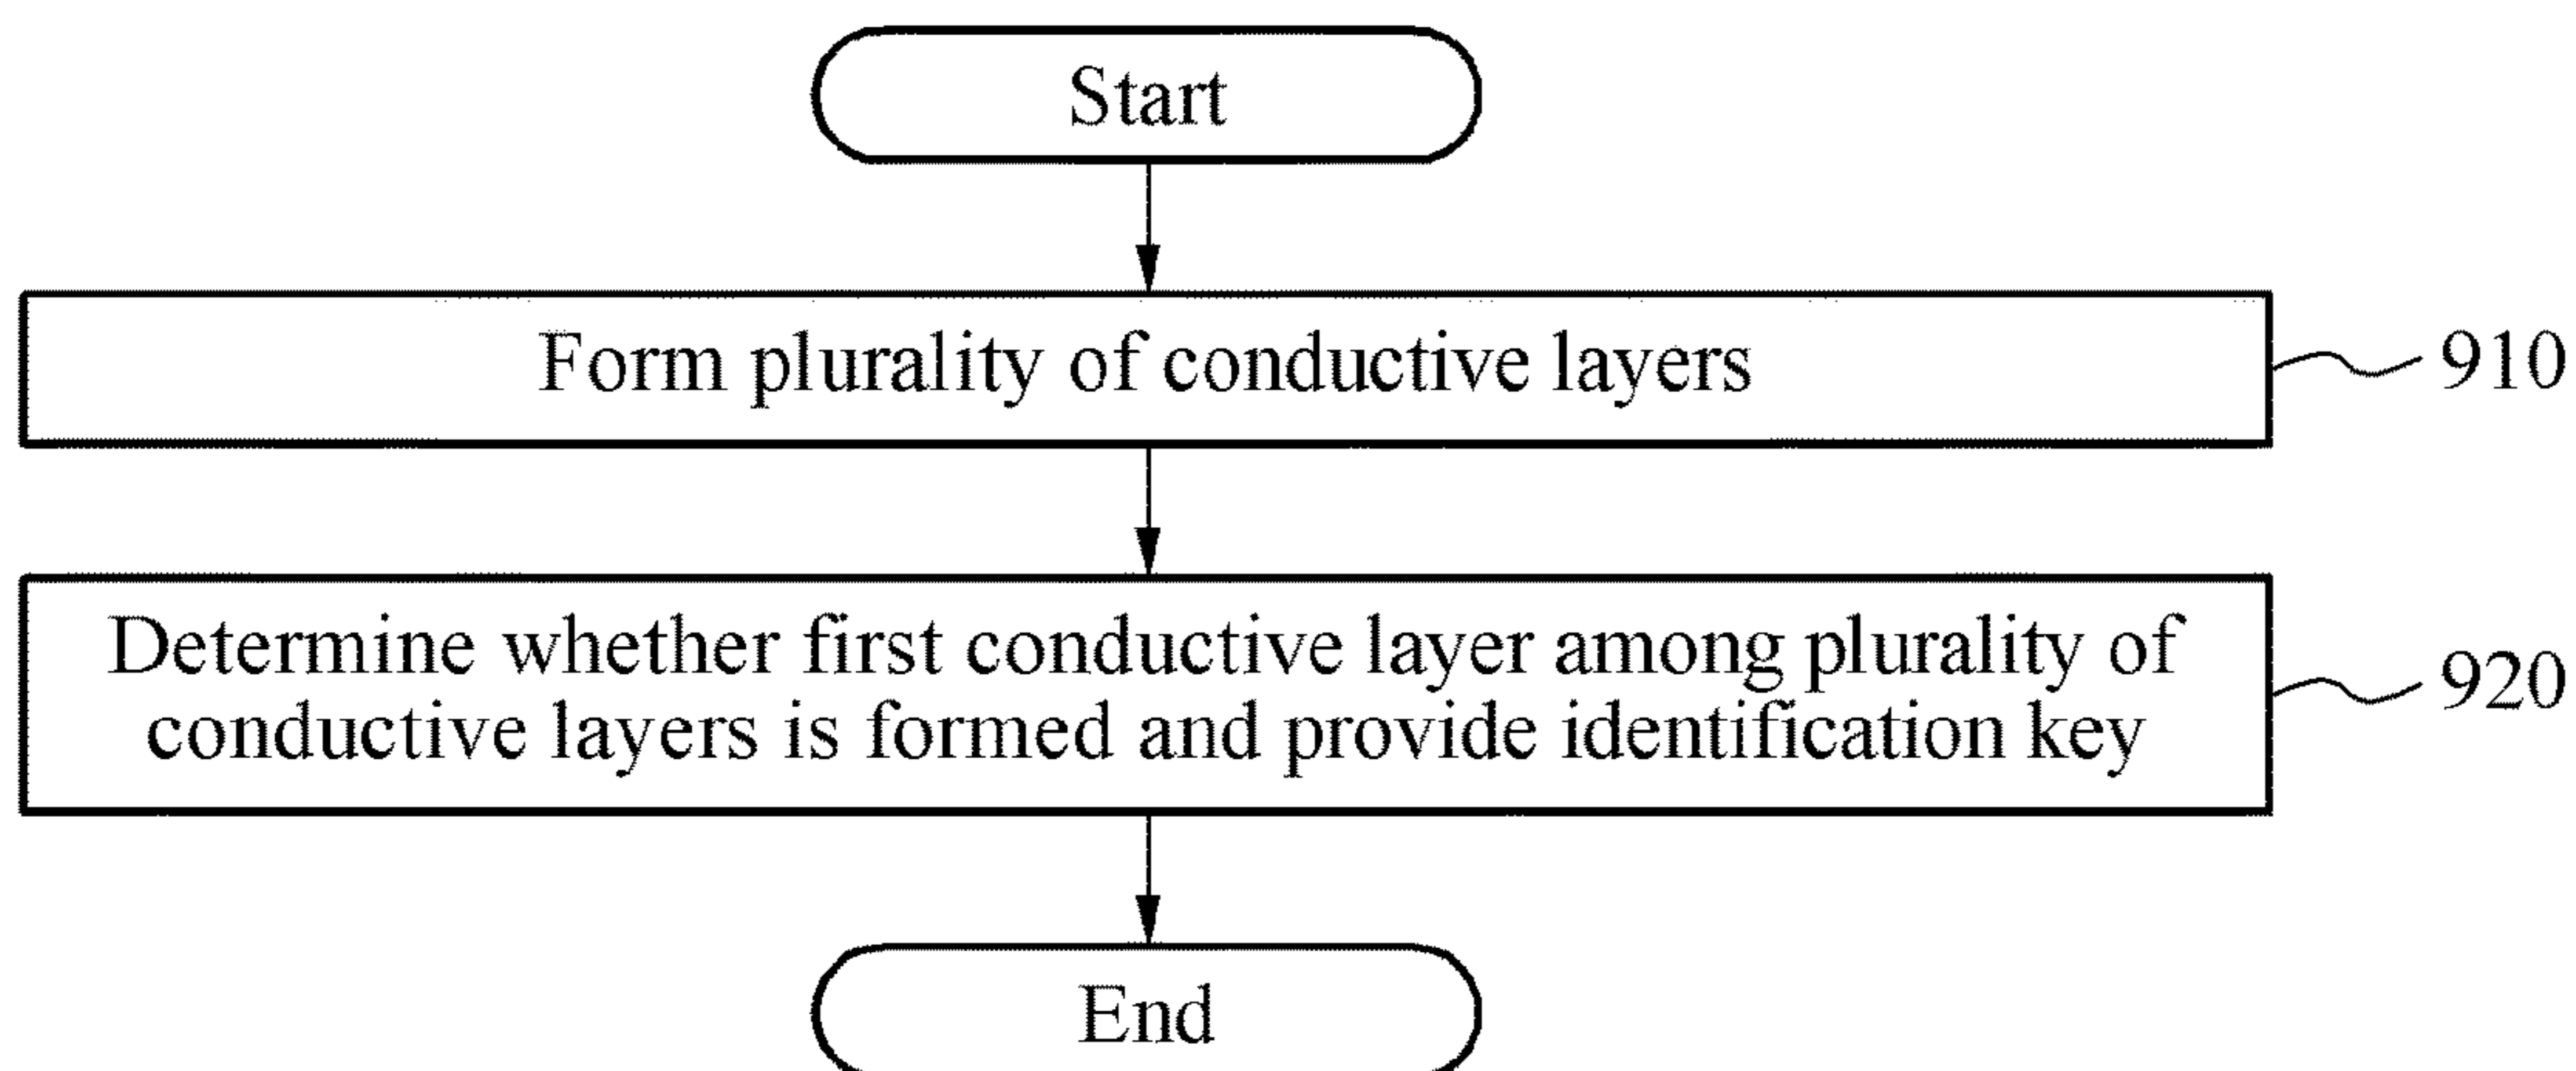 Start
Form plurality of conductive layers
910
Determine whether first conductive layer among plurality of
conductive layers is formed and provide identification key
920
End